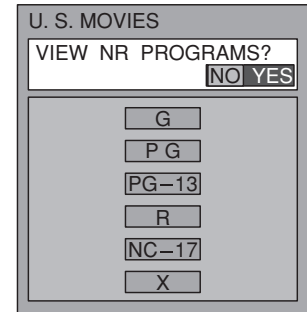 U. S. MOVIES
VIEW NR PROGRAMS?
NO YES
G
P G
PG–13
R
NC–17
X